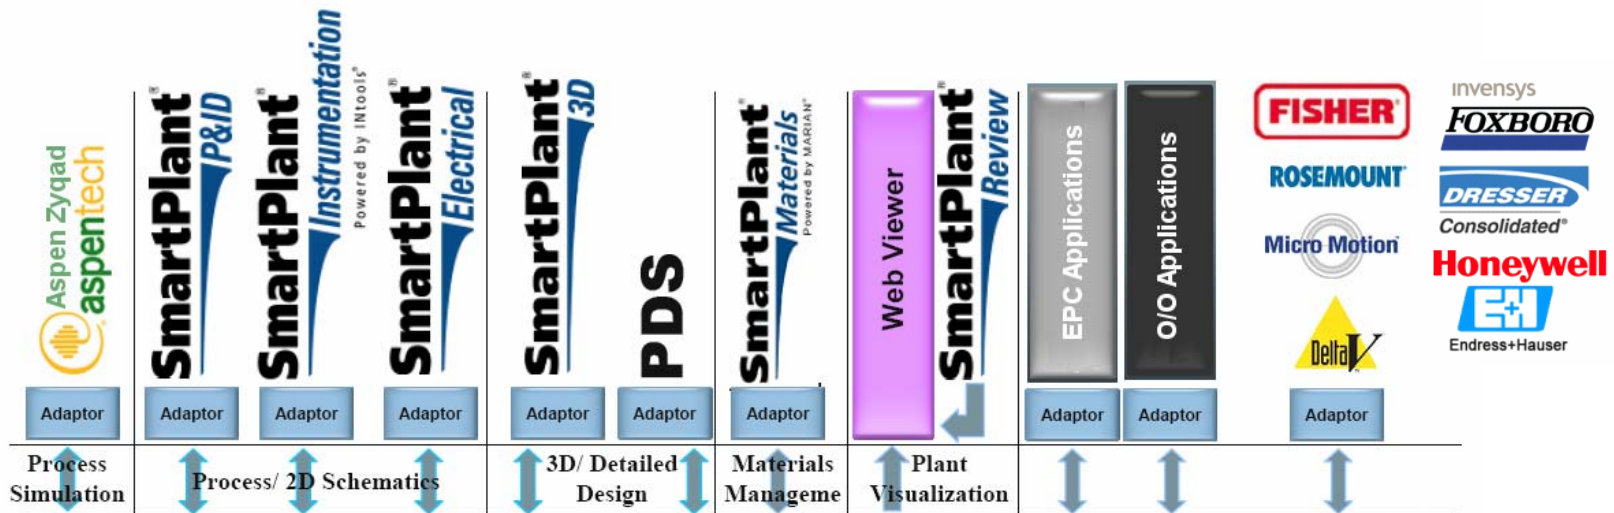 Aspen Zyqad
aspentech
SmartPlant®
P&ID
SmartPlant®
Instrumentation
Powered by INtools®
SmartPlant®
Electrical
SmartPlant®
3D
PDS
SmartPlant®
Materials
Powered by MARIAN®
Web Viewer
SmartPlant®
Review
EPC Applications
O/O Applications
FISHER®
ROSEMOUNT®
Micro Motion™
DeltaV™
invensys
FOXBORO
DRESSER
Consolidated®
Honeywell
E+H
Endress+Hauser
Adaptor
Adaptor
Adaptor
Adaptor
Adaptor
Adaptor
Adaptor
Adaptor
Adaptor
Adaptor
Process
Simulation
Process/ 2D Schematics
3D/ Detailed
Design
Materials
Manageme
Plant
Visualization